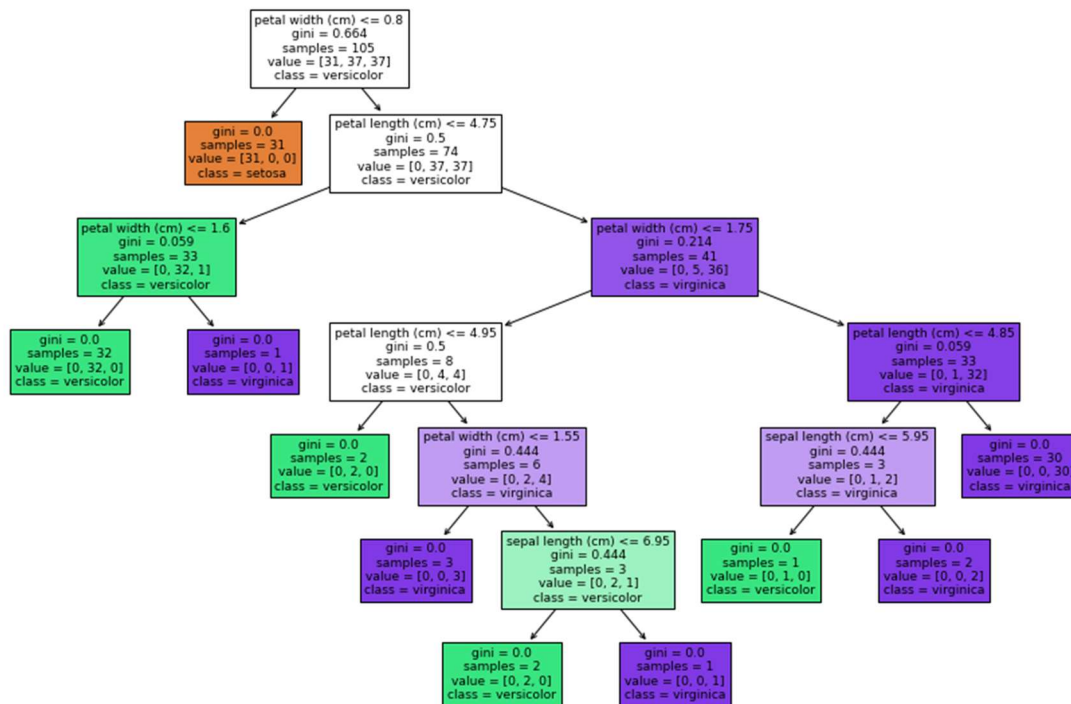 petal width (cm) <= 0.8
gini = 0.664
samples = 105
value = [31, 37, 37]
class = versicolor
gini = 0.0
samples = 31
value = [31, 0, 0]
class = setosa
petal length (cm) <= 4.75
gini = 0.5
samples = 74
value = [0, 37, 37]
class = versicolor
petal width (cm) <= 1.6
gini = 0.059
samples = 33
value = [0, 32, 1]
class = versicolor
petal width (cm) <= 1.75
gini = 0.214
samples = 41
value = [0, 5, 36]
class = virginica
gini = 0.0
samples = 32
value = [0, 32, 0]
class = versicolor
gini = 0.0
samples = 1
value = [0, 0, 1]
class = virginica
petal length (cm) <= 4.95
gini = 0.5
samples = 8
value = [0, 4, 4]
class = versicolor
petal length (cm) <= 4.85
gini = 0.059
samples = 33
value = [0, 1, 32]
class = virginica
gini = 0.0
samples = 2
value = [0, 2, 0]
class = versicolor
petal width (cm) <= 1.55
gini = 0.444
samples = 6
value = [0, 2, 4]
class = virginica
sepal length (cm) <= 5.95
gini = 0.444
samples = 3
value = [0, 1, 2]
class = virginica
gini = 0.0
samples = 30
value = [0, 0, 30]
class = virginica
gini = 0.0
samples = 3
value = [0, 0, 3]
class = virginica
sepal length (cm) <= 6.95
gini = 0.444
samples = 3
value = [0, 2, 1]
class = versicolor
gini = 0.0
samples = 1
value = [0, 1, 0]
class = versicolor
gini = 0.0
samples = 2
value = [0, 0, 2]
class = virginica
gini = 0.0
samples = 2
value = [0, 2, 0]
class = versicolor
gini = 0.0
samples = 1
value = [0, 0, 1]
class = virginica